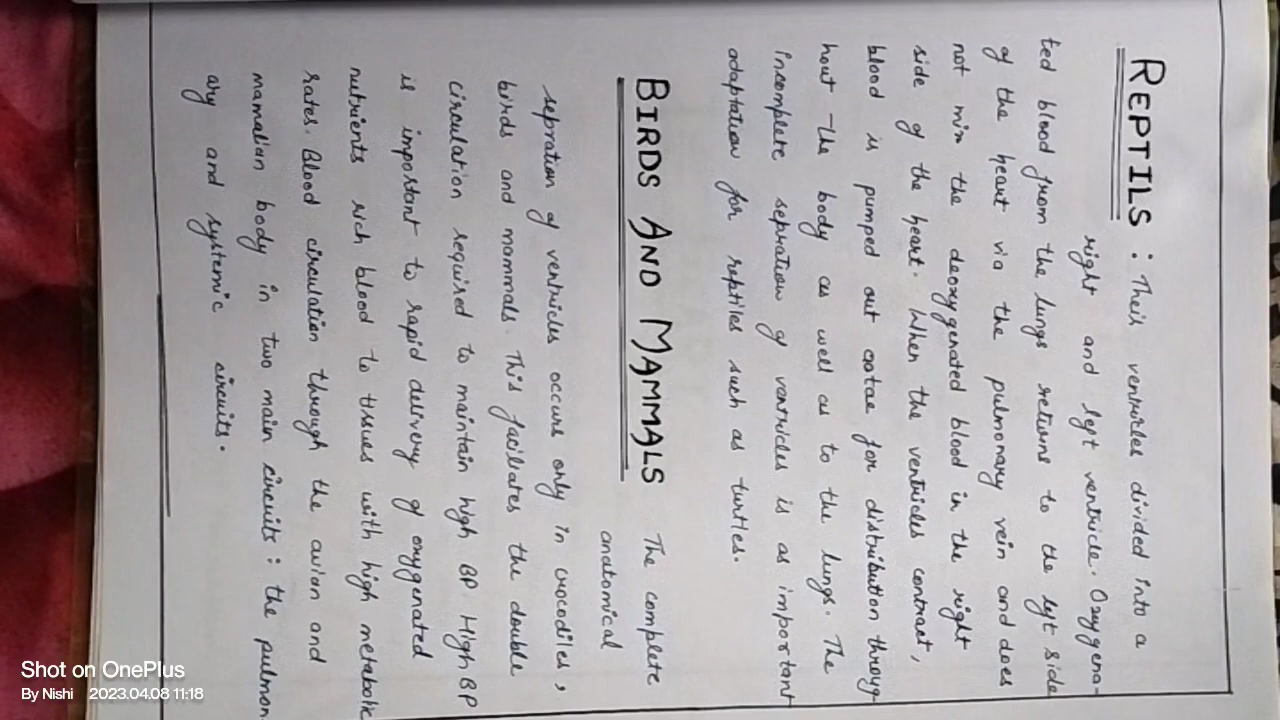 REPTILS : Their ventricles divided into a
right and left ventricle. Oxygena-
ted blood from the lungs returns to the left side
of the heart via the pulmonary vein and does
not min the deoxygenated blood in the right
side of the heart. When the ventricles contract,
blood is pumped out aotae for distribution throug-
hout the body as well as to the lungs. The
incomplete sepration of ventricles is as important
adaptation for reptiles such as turtles.
BIRDS AND MAMMALS The complete
anatomical
sepration of ventricles occurs only in crocodiles,
birds and mammals. This faciliates the double
circulation required to maintain high BP. High BP
is important to rapid delivery of oxygenated
nutrients rich blood to tissues with high metabolic
rates. Blood circulation through the avian and
mamalian body in two main circuits : the pulmon-
ary and systemic circuits.
Shot on OnePlus
By Nishi 2023.04.08 11:18